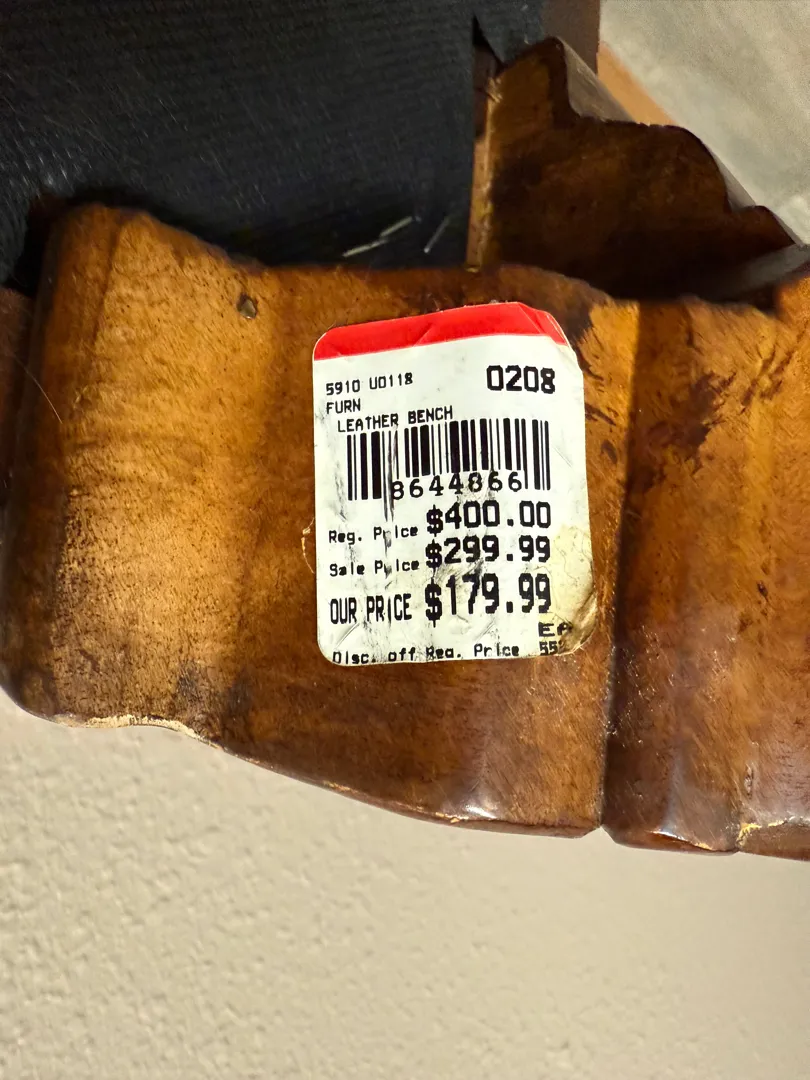 5910 U0118 0208
FURN
LEATHER BENCH
8644866
Reg. Price $400.00
Sale Price $299.99
OUR PRICE $179.99
EA
Disc. off Reg. Price